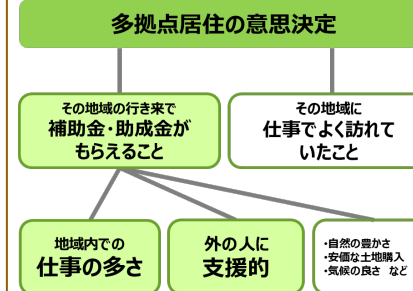 多拠点居住の意思決定
その地域の行き来で
補助金・助成金が
もらえること
その地域に
仕事でよく訪れて
いたこと
地域内での
仕事の多さ
外の人に
支援的
・自然の豊かさ
・安価な土地購入
・気候の良さ など